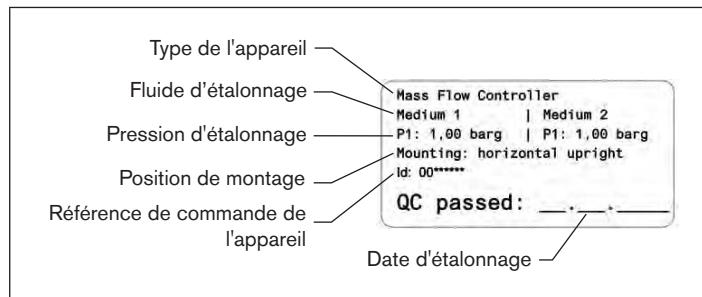 Type de l'appareil
Fluide d'étalonnage
Pression d'étalonnage
Position de montage
Référence de commande de
l'appareil
Mass Flow Controller
Medium 1 | Medium 2
P1: 1,00 barg | P1: 1,00 barg
Mounting: horizontal upright
Id: 00******
QC passed: __.__.____
Date d'étalonnage